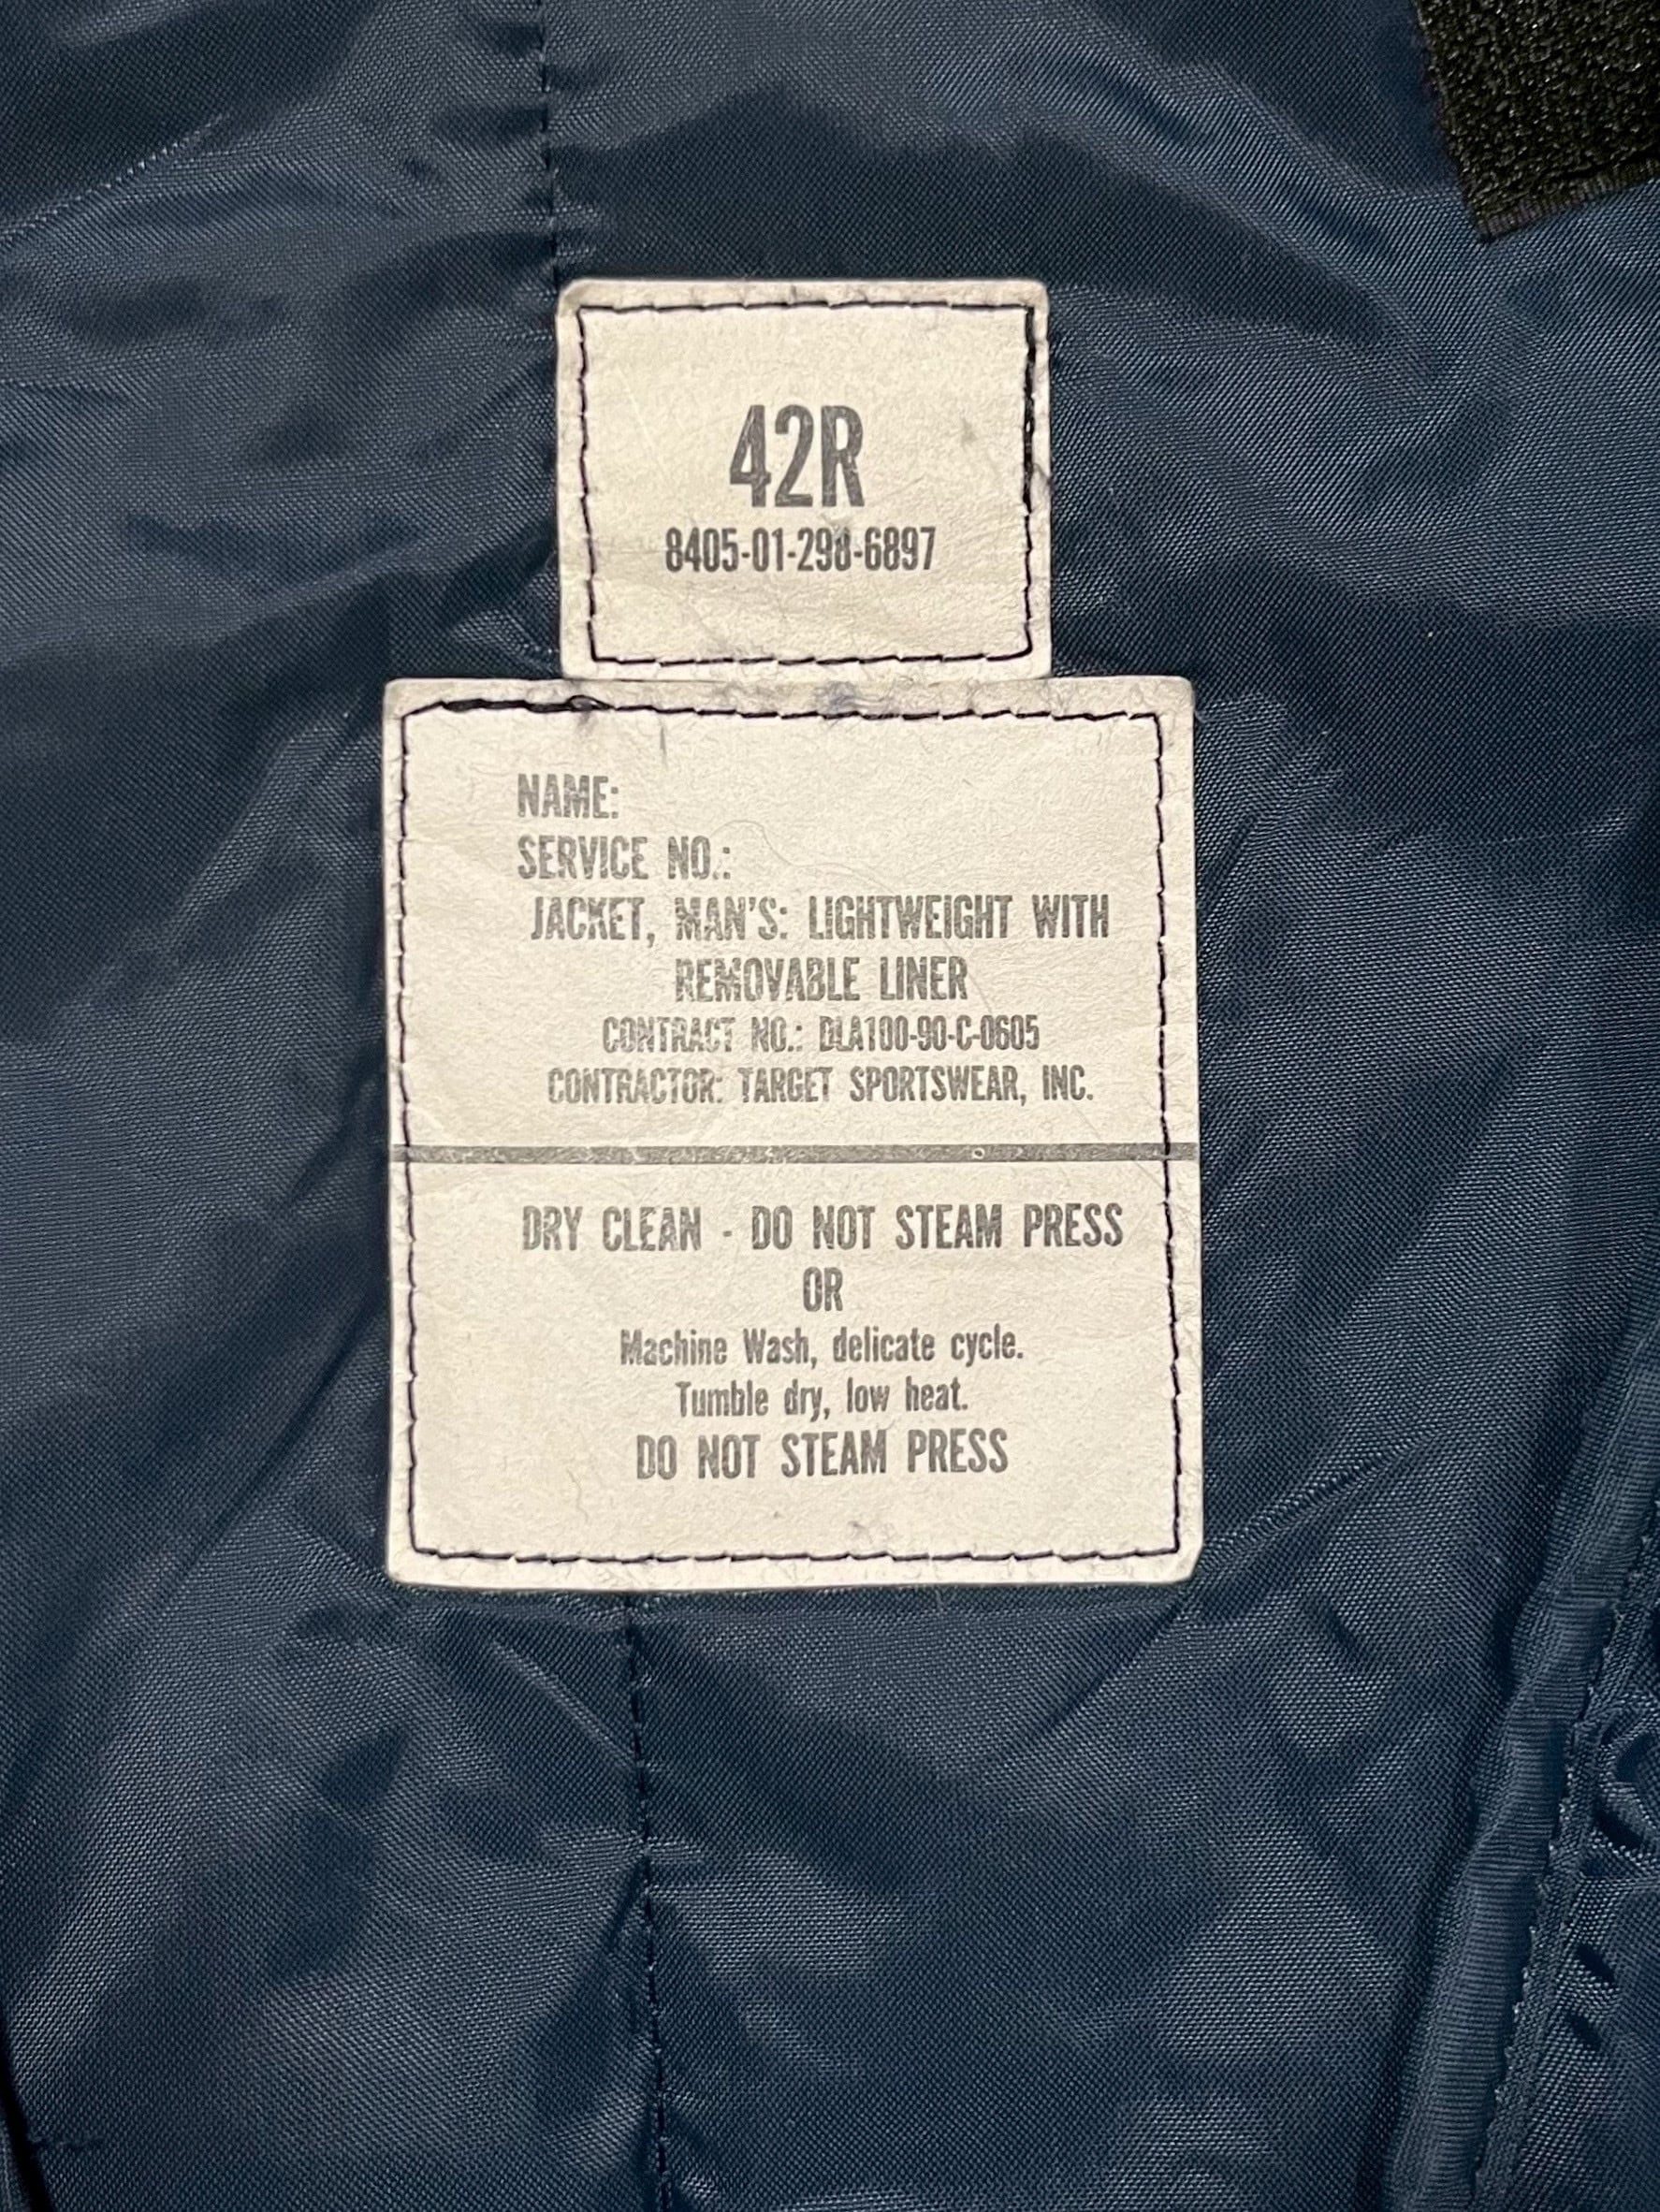 42R
8405-01-298-6897
NAME:
SERVICE NO.:
JACKET, MAN'S: LIGHTWEIGHT WITH
REMOVABLE LINER
CONTRACT NO.: DLA100-90-C-0605
CONTRACTOR: TARGET SPORTSWEAR, INC.
DRY CLEAN - DO NOT STEAM PRESS
OR
Machine Wash, delicate cycle.
Tumble dry, low heat.
DO NOT STEAM PRESS